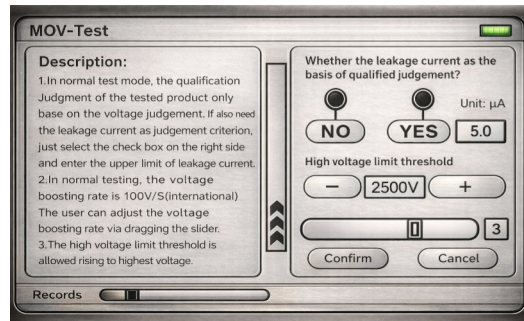 MOV-Test
Description:
1.In normal test mode, the qualification
Judgment of the tested product only
base on the voltage judgement. If also need
the leakage current as judgement criterion,
just select the check box on the right side
and enter the upper limit of leakage current.
2.In normal testing, the voltage
boosting rate is 100V/S(international)
The user can adjust the voltage
boosting rate via dragging the slider.
3.The high voltage limit threshold is
allowed rising to highest voltage.
Whether the leakage current as the
basis of qualified judgement?
Unit: μA
NO YES 5.0
High voltage limit threshold
− 2500V +
3
Confirm Cancel
Records